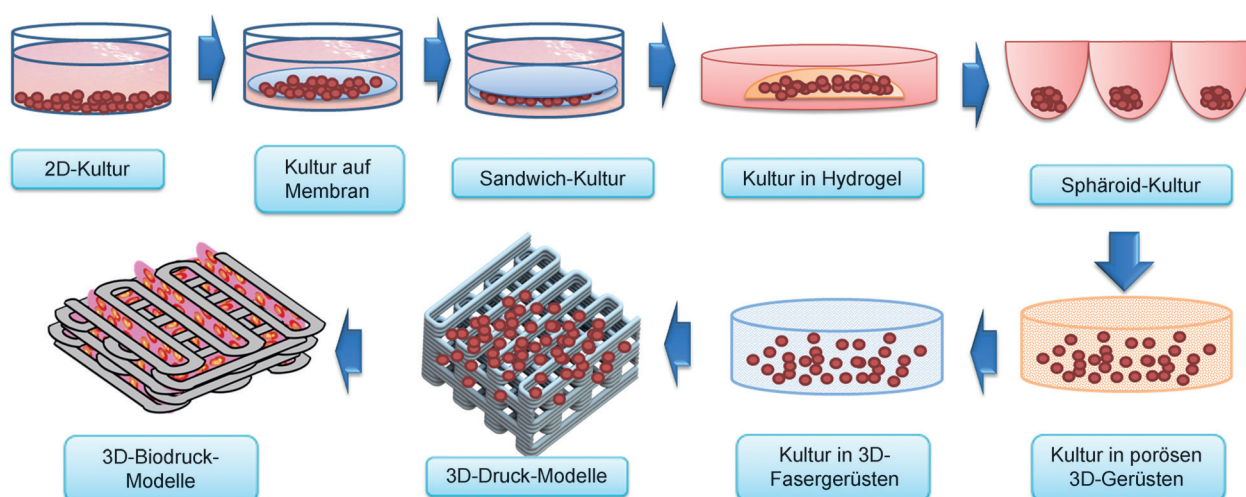 2D-Kultur
Kultur auf
Membran
Sandwich-Kultur
Kultur in Hydrogel
Sphäroid-Kultur
3D-Biodruck-
Modelle
3D-Druck-Modelle
Kultur in 3D-
Fasergerüsten
Kultur in porösen
3D-Gerüsten